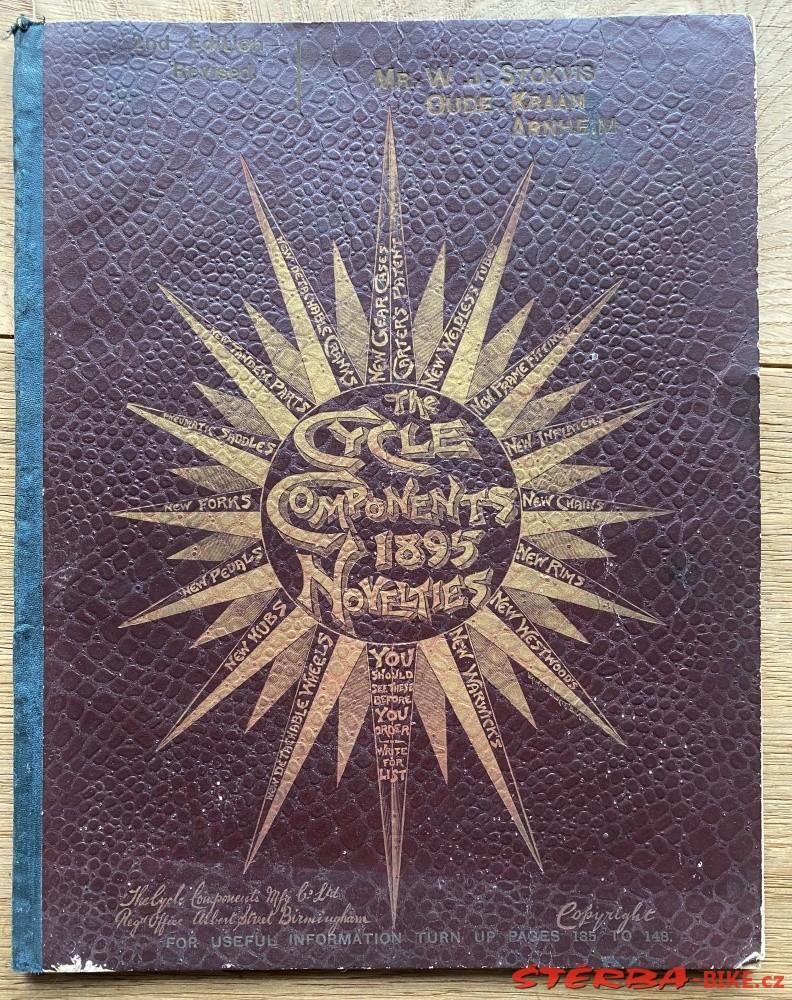 2nd Edition
Revised
Mr. W. J. Stokvis
Oude Kraan
Arnheim
New Gear Cases
Carter's Patent
New Weldless Tubes
New Frame Fittings
New Inflaters
New Chains
New Rims
New Westwoods
New Warwick's
You
should
see these
before
you
order
write
for
list
New Detachable Wheels
New Hubs
New Pedals
New Forks
Pneumatic Saddles
New Tandem Parts
New Detachable Cranks
The
Cycle
Components
1895
Novelties
The Cycle Components Mfg Co Ltd
Regd Office Albert Street Birmingham
Copyright
FOR USEFUL INFORMATION TURN UP PAGES 135 TO 148.
STERBA-BIKE.cz